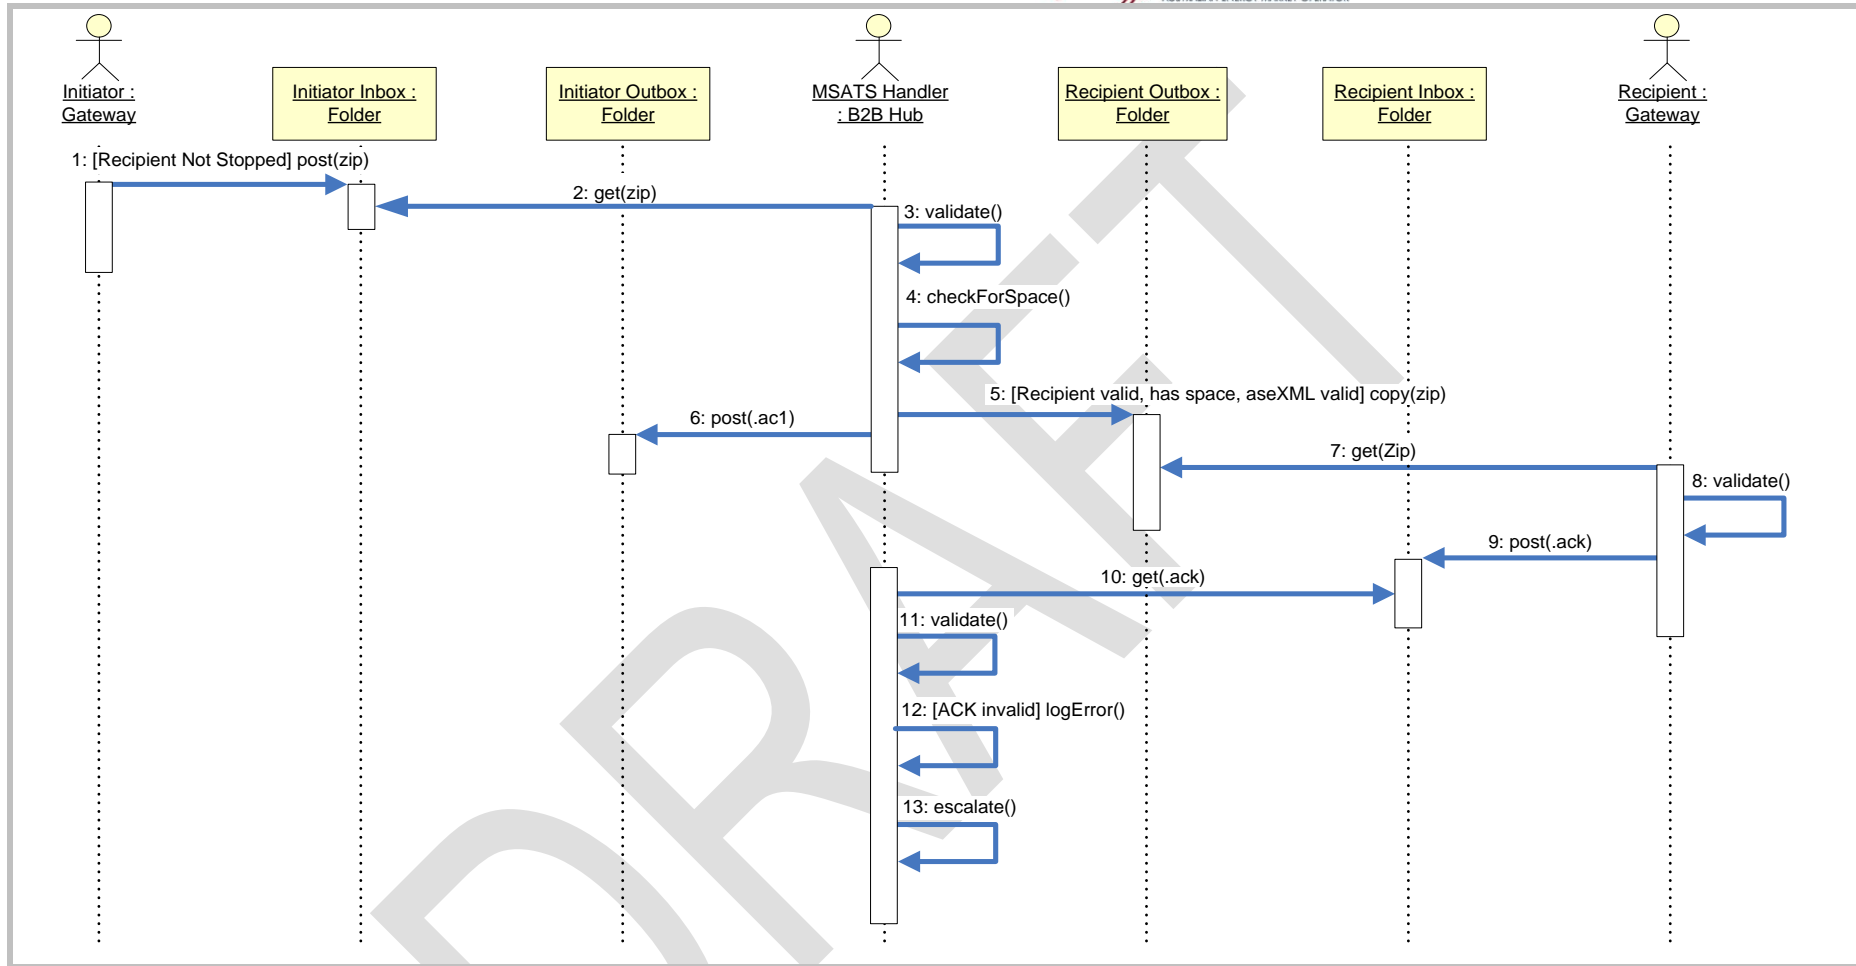 Initiator :
Gateway
Initiator Inbox :
Folder
Initiator Outbox :
Folder
MSATS Handler
: B2B Hub
Recipient Outbox :
Folder
Recipient Inbox :
Folder
Recipient :
Gateway
1: [Recipient Not Stopped] post(zip)
2: get(zip)
3: validate()
4: checkForSpace()
5: [Recipient valid, has space, aseXML valid] copy(zip)
6: post(.ac1)
7: get(Zip)
8: validate()
9: post(.ack)
10: get(.ack)
11: validate()
12: [ACK invalid] logError()
13: escalate()
DRAFT